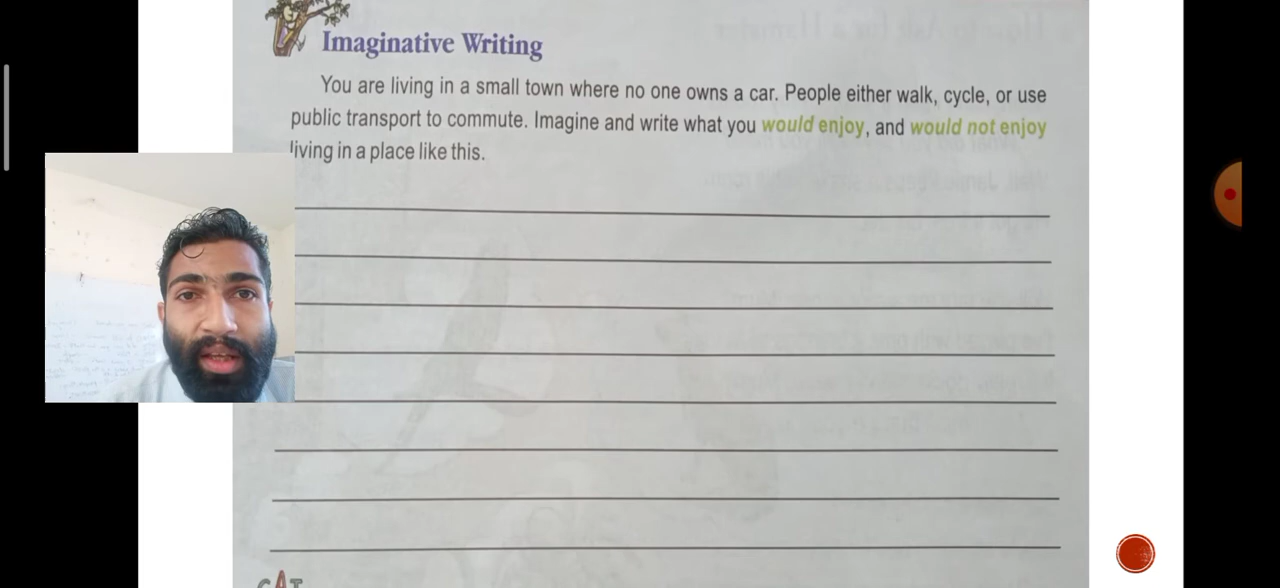 Imaginative Writing
You are living in a small town where no one owns a car. People either walk, cycle, or use
public transport to commute. Imagine and write what you would enjoy, and would not enjoy
living in a place like this.